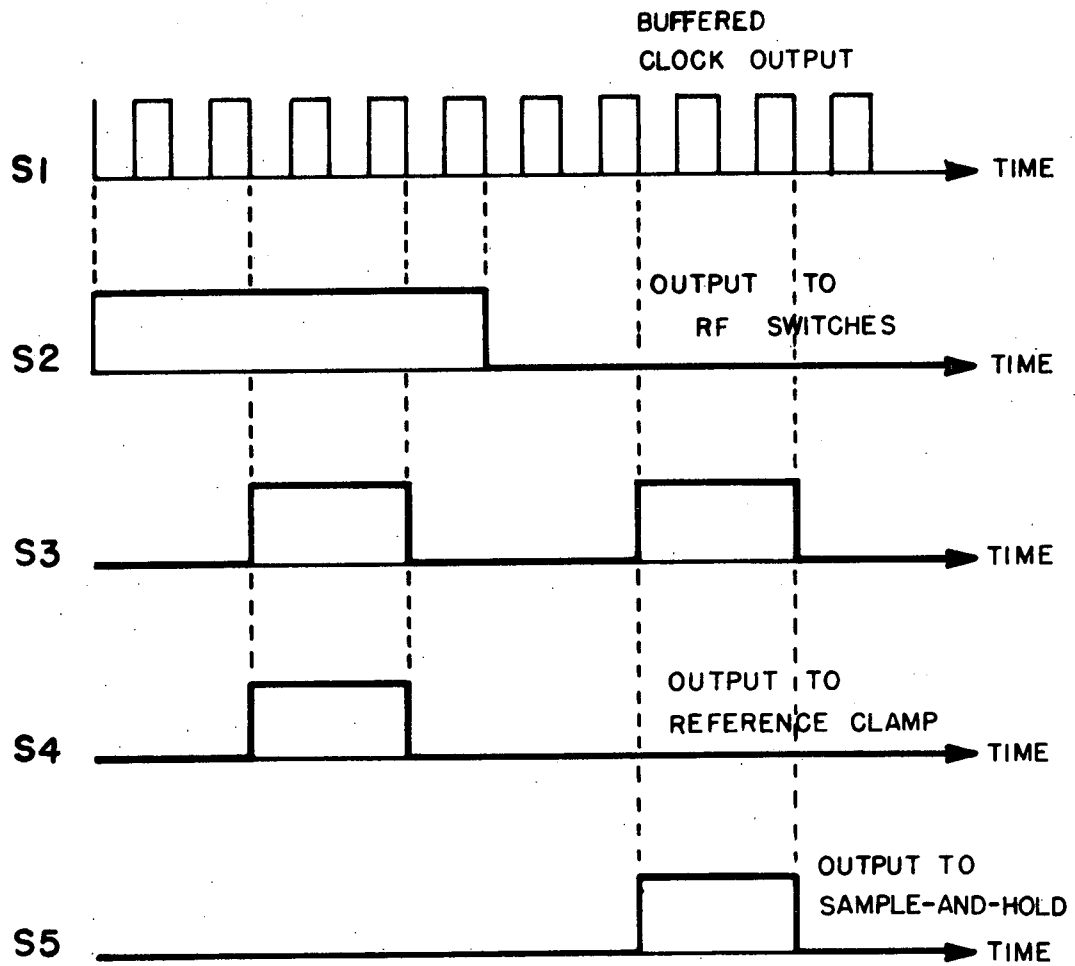 BUFFERED
CLOCK OUTPUT
S1
TIME
OUTPUT TO
RF SWITCHES
S2
TIME
S3
TIME
OUTPUT TO
REFERENCE CLAMP
S4
TIME
OUTPUT TO
SAMPLE-AND-HOLD
S5
TIME